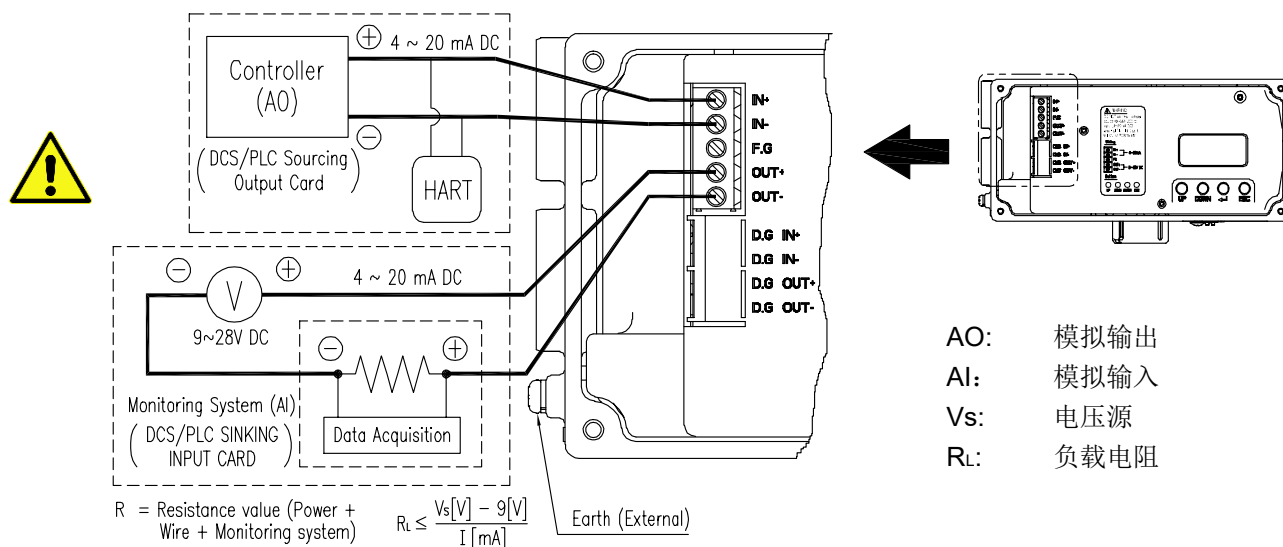 ⊕ 4 ~ 20 mA DC
Controller
(AO)
⊖
(DCS/PLC Sourcing
Output Card)
HART
IN+
IN-
F.G
OUT+
OUT-
D.G IN+
D.G IN-
D.G OUT+
D.G OUT-
⊖ ⊕ 4 ~ 20 mA DC
V
9~28V DC
⊖ ⊕
Monitoring System (AI)
(DCS/PLC SINKING
INPUT CARD)
Data Acquisition
R = Resistance value (Power +
Wire + Monitoring system)
RL ≤ Vs[V] − 9[V] / I [mA]
Earth (External)
UP DOWN ESC
AO: 模拟输出
AI： 模拟输入
Vs: 电压源
RL: 负载电阻